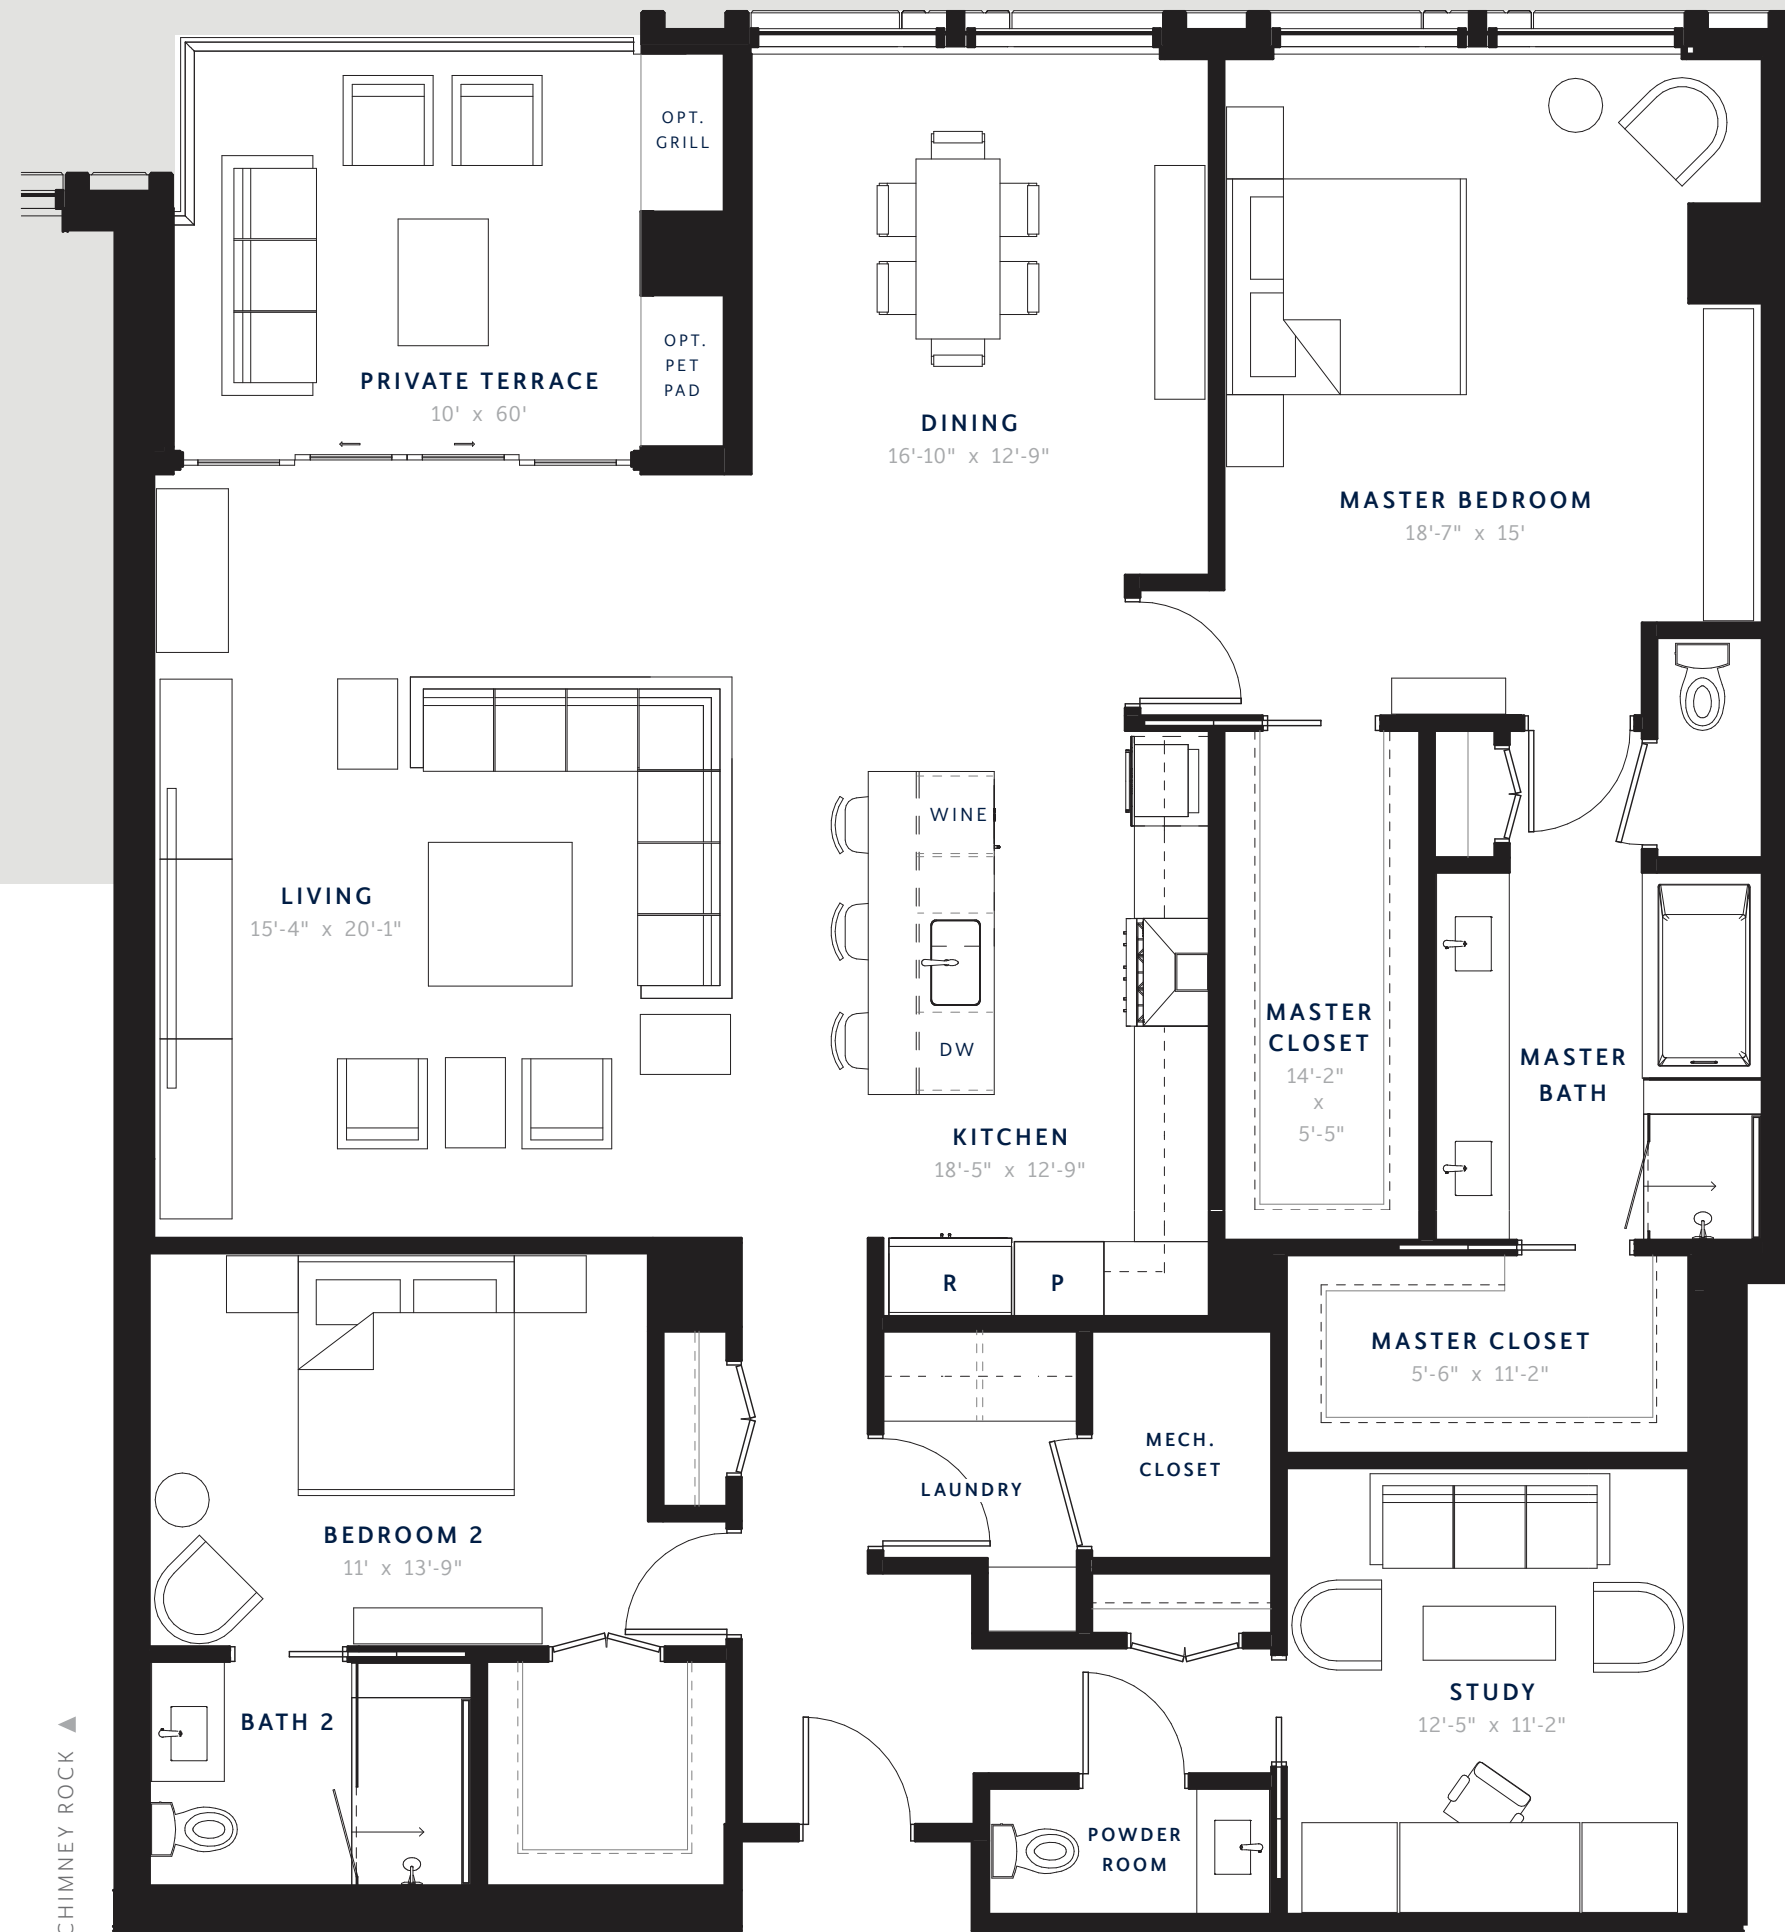 OPT.
GRILL
OPT.
PET
PAD
PRIVATE TERRACE
10' x 60'
DINING
16'-10" x 12'-9"
MASTER BEDROOM
18'-7" x 15'
WINE
LIVING
15'-4" x 20'-1"
DW
MASTER
CLOSET
14'-2"
x
5'-5"
MASTER
BATH
KITCHEN
18'-5" x 12'-9"
R
P
MASTER CLOSET
5'-6" x 11'-2"
MECH.
CLOSET
LAUNDRY
BEDROOM 2
11' x 13'-9"
STUDY
12'-5" x 11'-2"
BATH 2
POWDER
ROOM
CHIMNEY ROCK